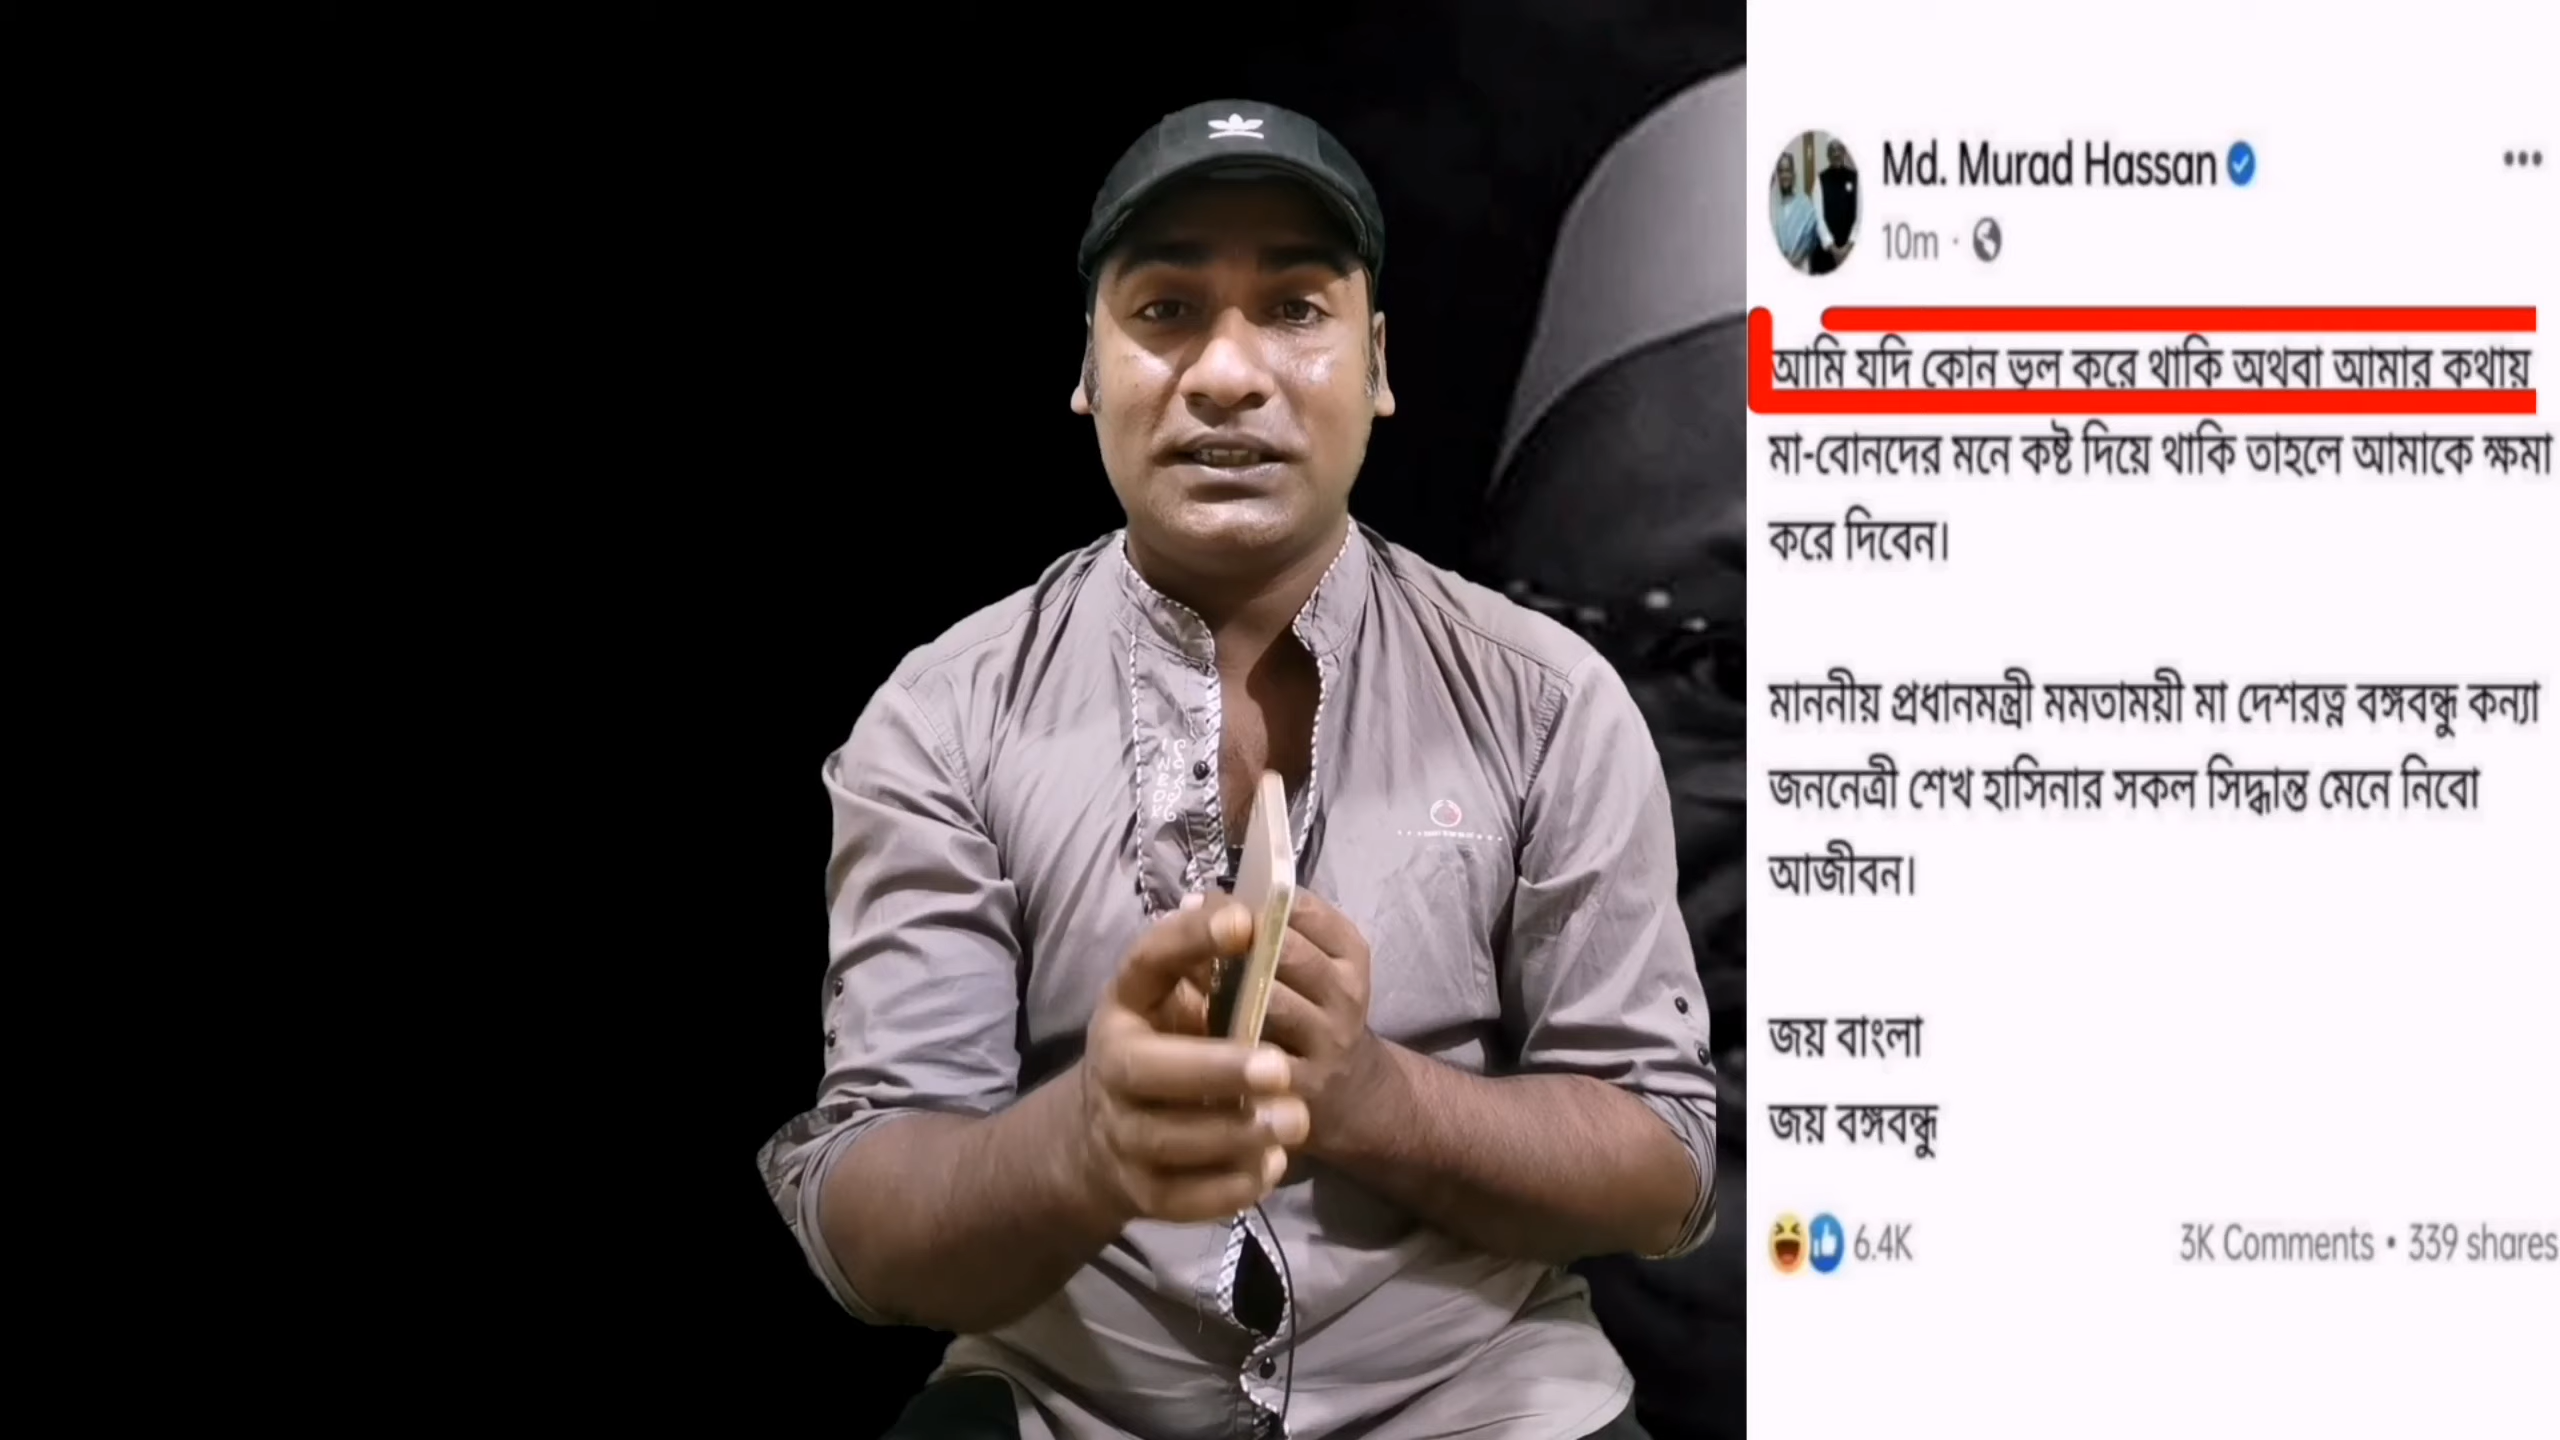 Md. Murad Hassan
10m
আমি যদি কোন ভুল করে থাকি অথবা আমার কথায়
মা-বোনদের মনে কষ্ট দিয়ে থাকি তাহলে আমাকে ক্ষমা
করে দিবেন।
মাননীয় প্রধানমন্ত্রী মমতাময়ী মা দেশরত্ন বঙ্গবন্ধু কন্যা
জননেত্রী শেখ হাসিনার সকল সিদ্ধান্ত মেনে নিবো
আজীবন।
জয় বাংলা
জয় বঙ্গবন্ধু
6.4K
3K Comments • 339 shares